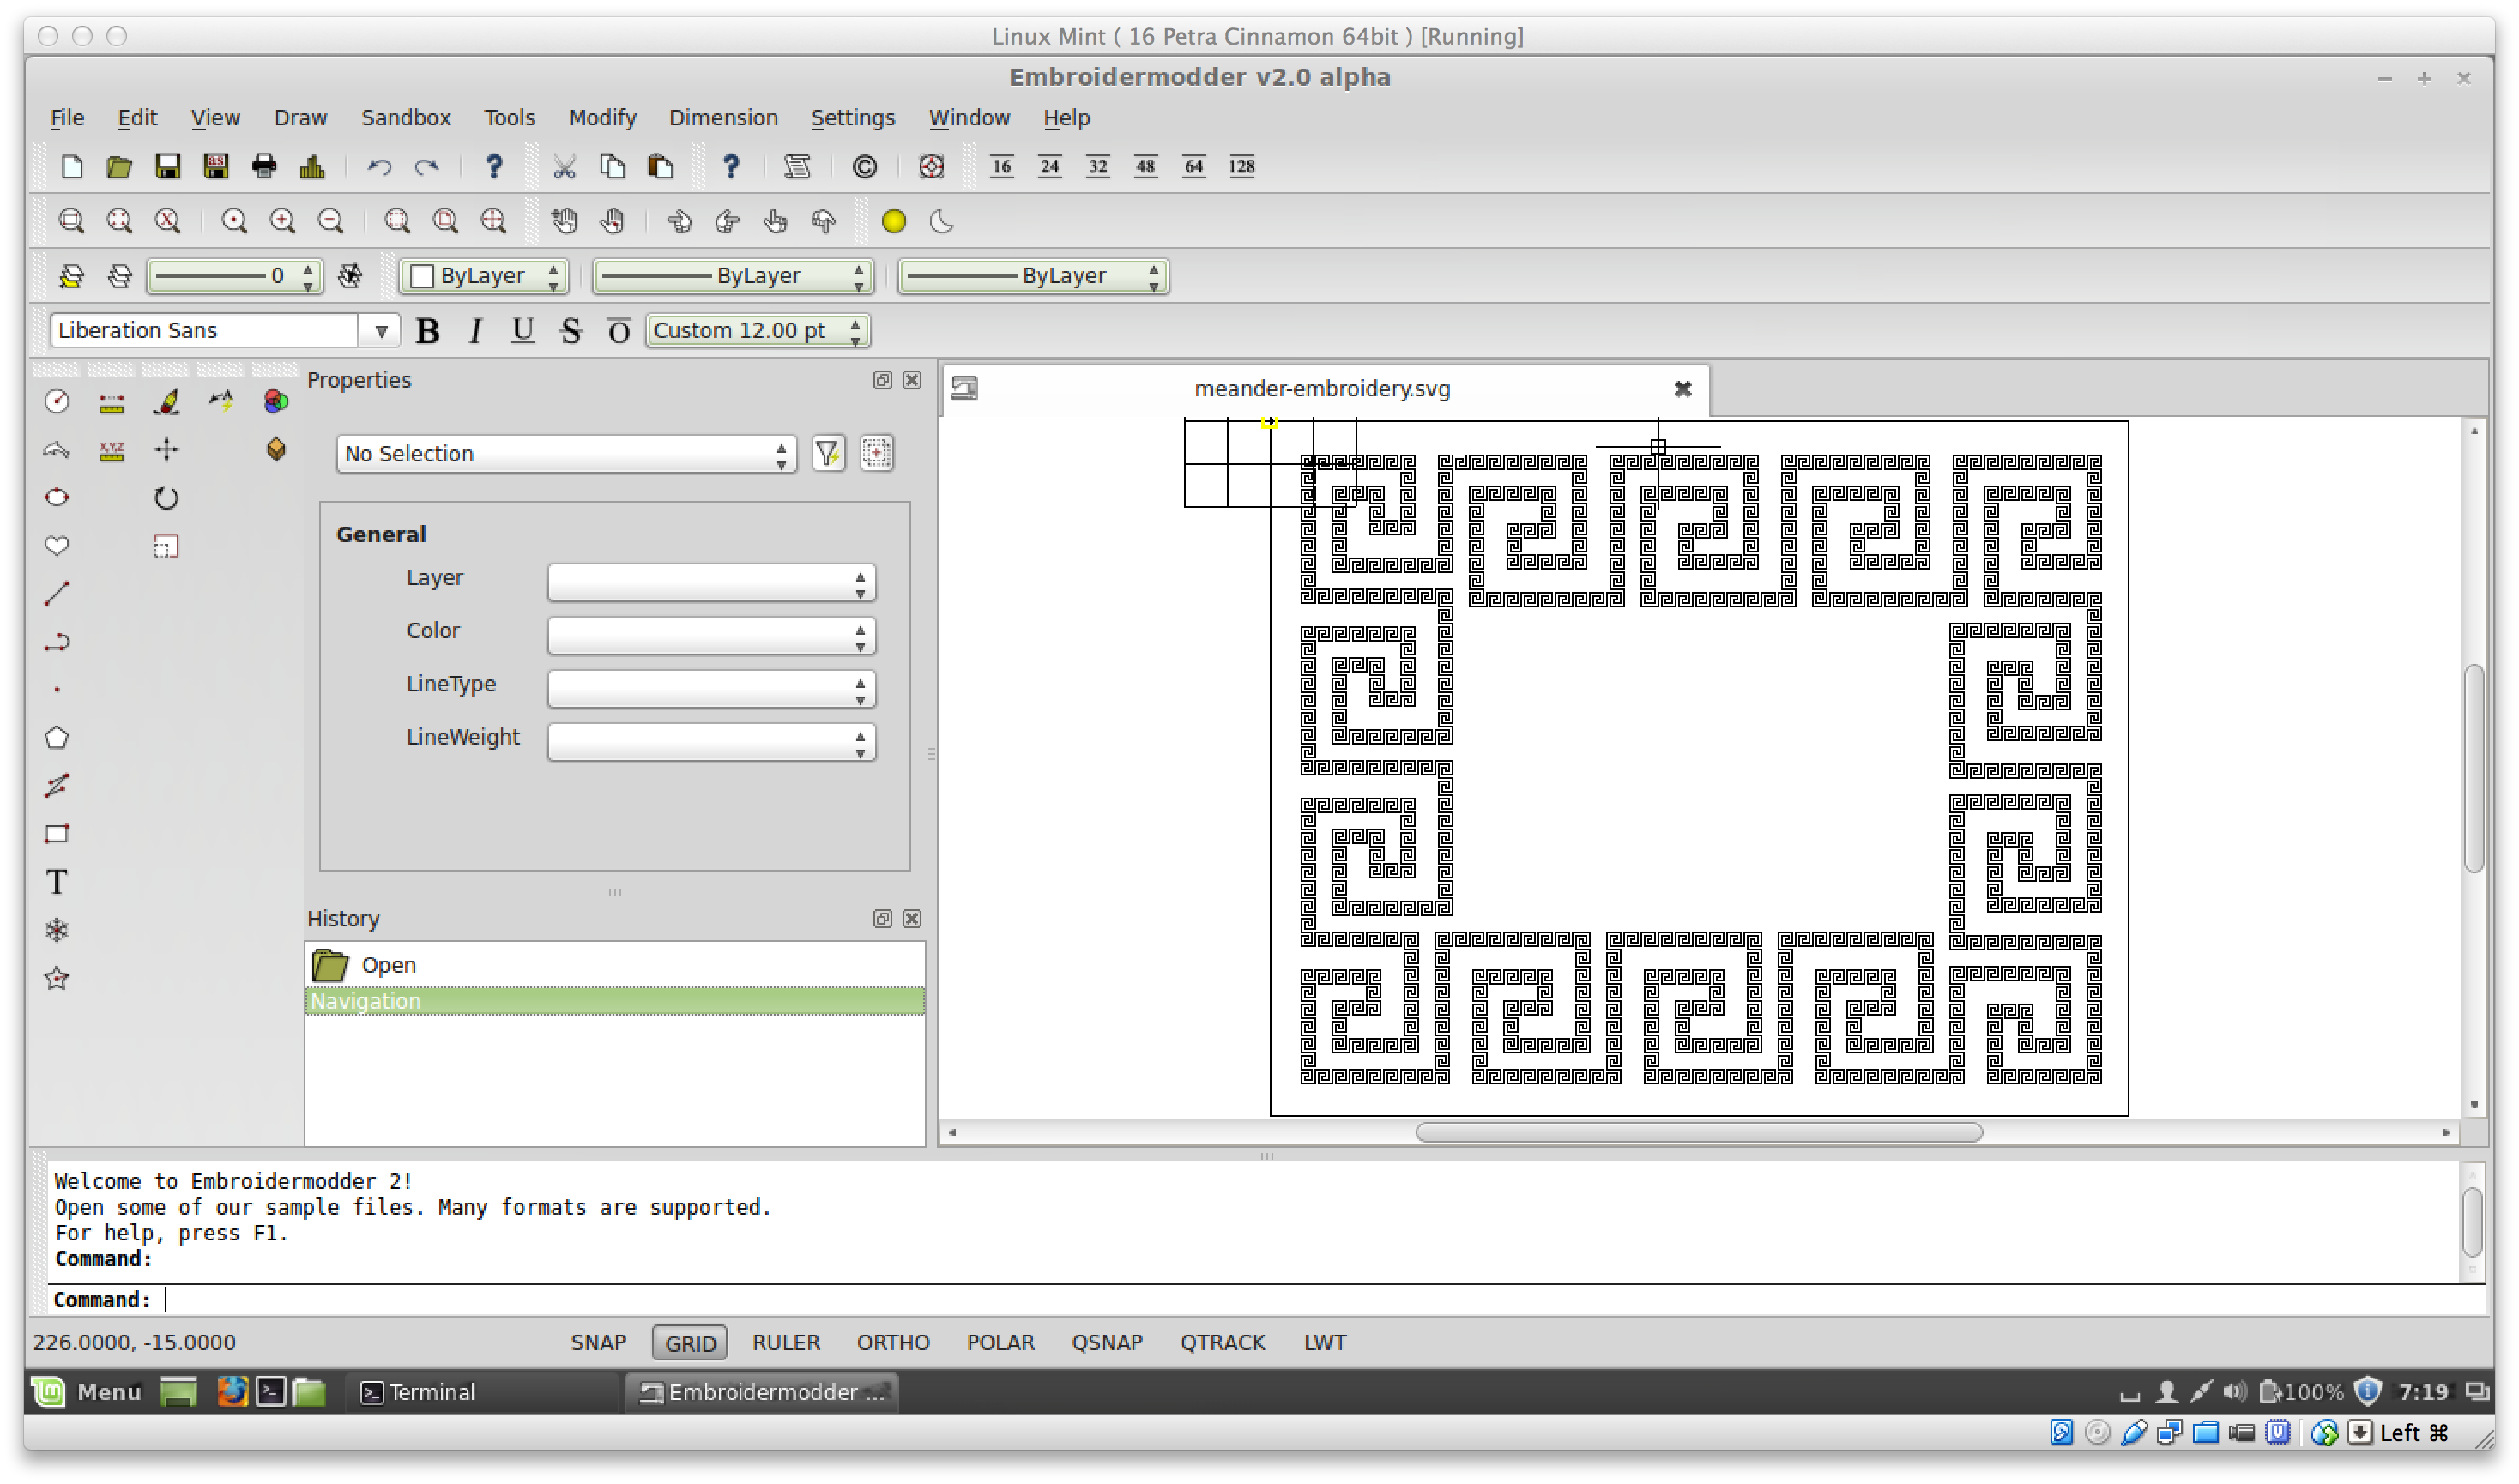 Linux Mint ( 16 Petra Cinnamon 64bit ) [Running]
Embroidermodder v2.0 alpha
File Edit View Draw Sandbox Tools Modify Dimension Settings Window Help
as ? ? © 16 24 32 48 64 128
X
0 ByLayer ByLayer ByLayer
Liberation Sans B I U S O Custom 12.00 pt
Properties
meander-embroidery.svg
X,Y,Z
No Selection
General
Layer
Color
LineType
LineWeight
T
History
Open
Navigation
Welcome to Embroidermodder 2!
Open some of our sample files. Many formats are supported.
For help, press F1.
Command:
Command:
226.0000, -15.0000 SNAP GRID RULER ORTHO POLAR QSNAP QTRACK LWT
Menu Terminal Embroidermodder ... 100% 7:19
Left ⌘